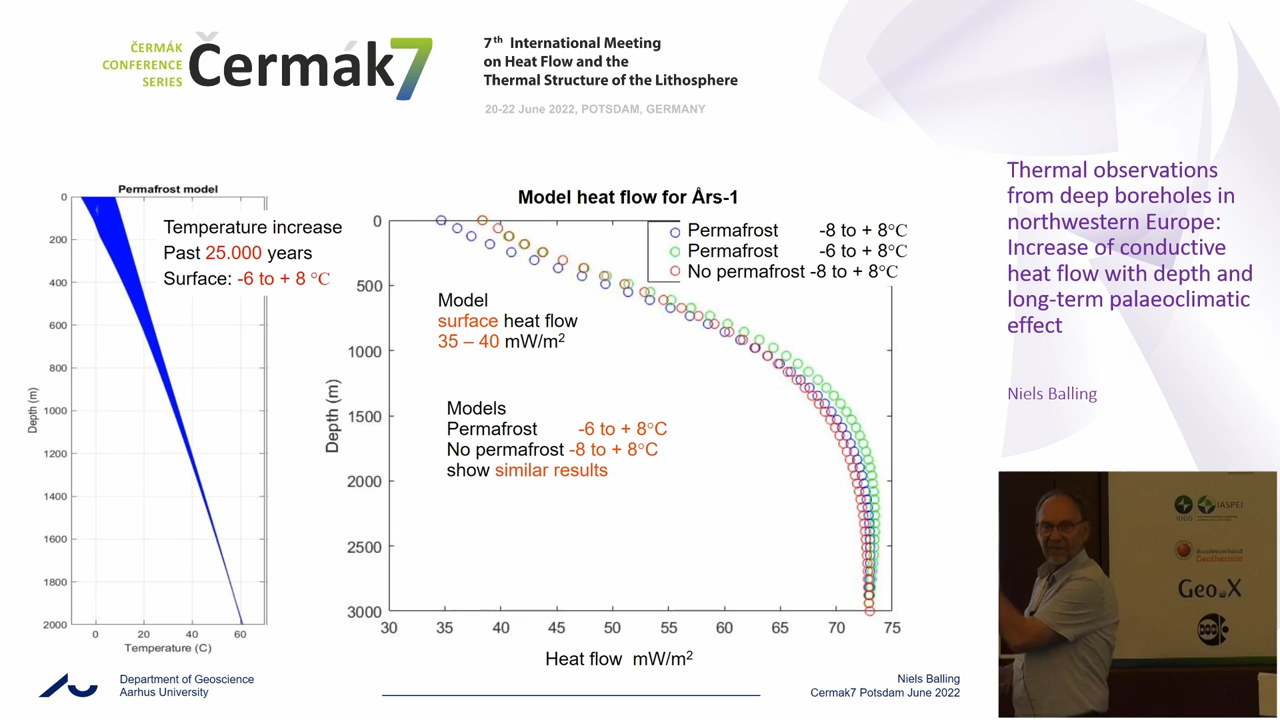 ČERMÁK
CONFERENCE
SERIES
Čermák7
7th International Meeting
on Heat Flow and the
Thermal Structure of the Lithosphere
20-22 June 2022, POTSDAM, GERMANY
Permafrost model
0
200
400
600
800
1000
1200
1400
1600
1800
2000
Depth (m)
0
20
40
60
Temperature (C)
Temperature increase
Past 25.000 years
Surface: -6 to + 8 °C
Model heat flow for Års-1
0
500
1000
1500
2000
2500
3000
Depth (m)
30
35
40
45
50
55
60
65
70
75
Heat flow mW/m²
Permafrost -8 to + 8°C
Permafrost -6 to + 8°C
No permafrost -8 to + 8°C
Model
surface heat flow
35 – 40 mW/m²
Models
Permafrost -6 to + 8°C
No permafrost -8 to + 8°C
show similar results
Department of Geoscience
Aarhus University
Niels Balling
Cermak7 Potsdam June 2022
Thermal observations
from deep boreholes in
northwestern Europe:
Increase of conductive
heat flow with depth and
long-term palaeoclimatic
effect
Niels Balling
IUGG
IASPEI
Bundesverband
Geothermie
Geo.X